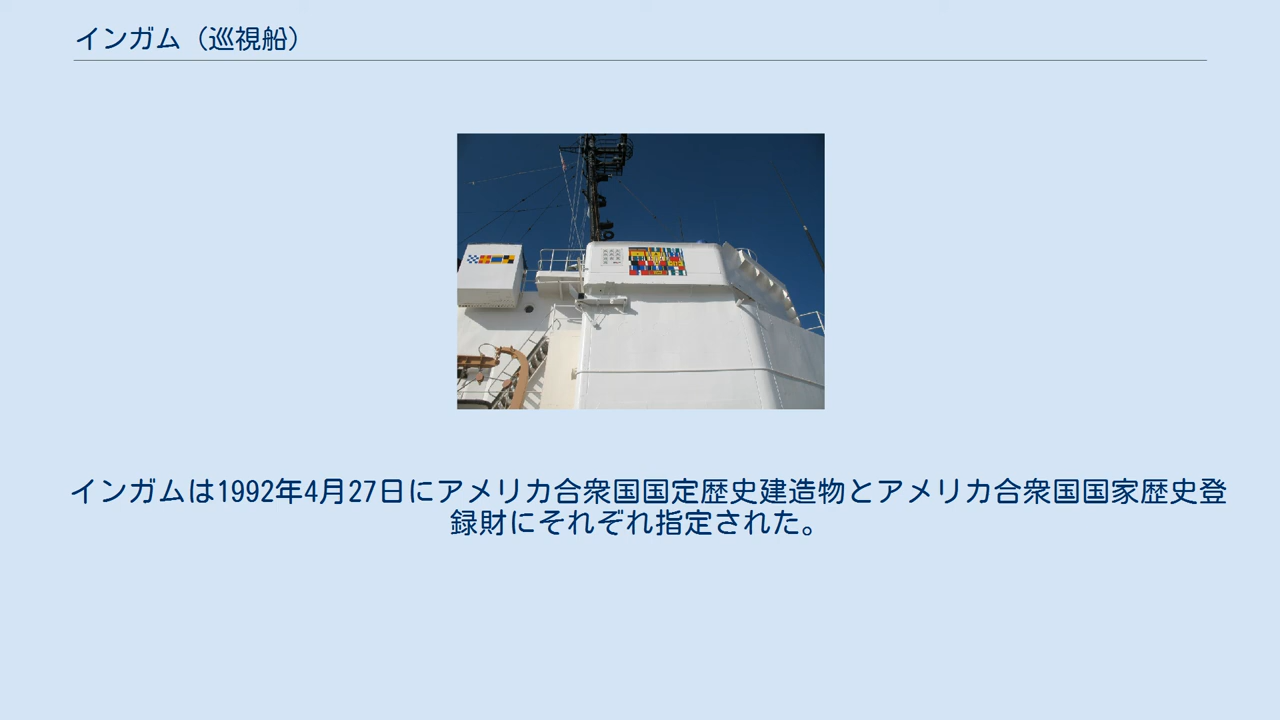 インガム（巡視船）
インガムは1992年4月27日にアメリカ合衆国国定歴史建造物とアメリカ合衆国国家歴史登
録財にそれぞれ指定された。